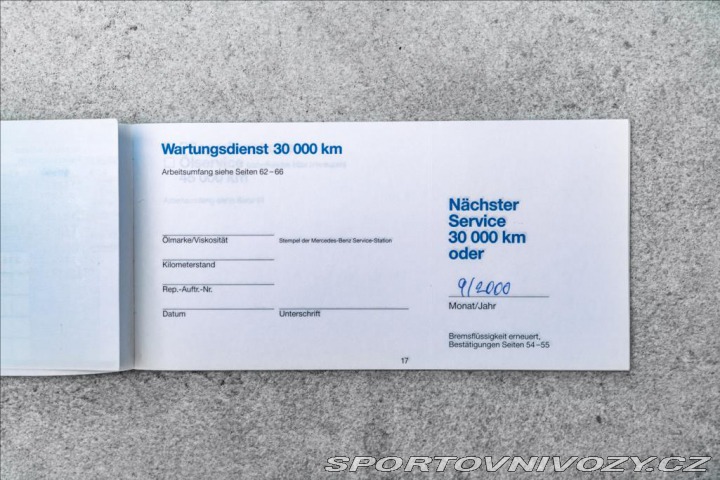 Wartungsdienst 30 000 km
Arbeitsumfang siehe Seiten 62–66
Ölmarke/Viskosität
Stempel der Mercedes-Benz Service-Station
Kilometerstand
Rep.-Auftr.-Nr.
Datum
Unterschrift
Nächster
Service
30 000 km
oder
9/2000
Monat/Jahr
Bremsflüssigkeit erneuert,
Bestätigungen Seiten 54–55
17
SPORTOVNIVOZY.CZ